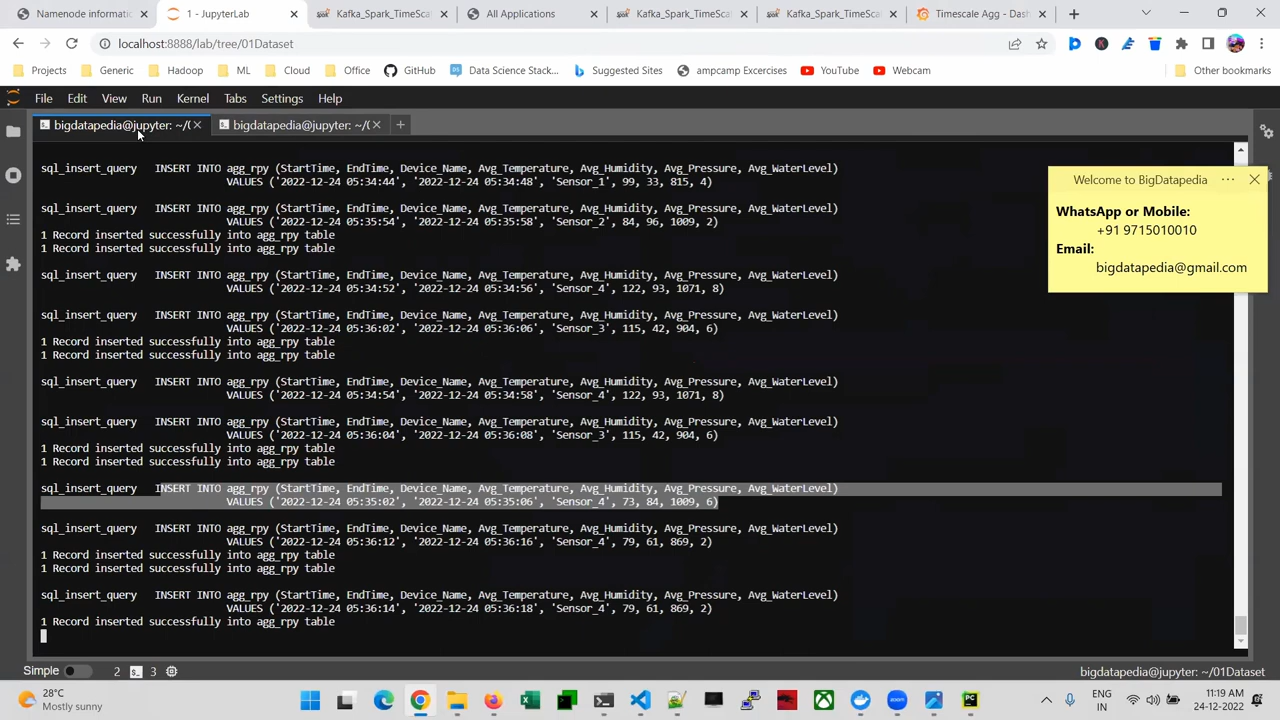 Namenode informatic
1 - JupyterLab
Kafka_Spark_TimeScal
All Applications
Kafka_Spark_TimeScal
Kafka_Spark_TimeScal
Timescale Agg - Dash
localhost:8888/lab/tree/01Dataset
Projects
Generic
Hadoop
ML
Cloud
Office
GitHub
Data Science Stack...
Suggested Sites
ampcamp Excercises
YouTube
Webcam
Other bookmarks
File Edit View Run Kernel Tabs Settings Help
bigdatapedia@jupyter: ~/(
bigdatapedia@jupyter: ~/(
sql_insert_query INSERT INTO agg_rpy (StartTime, EndTime, Device_Name, Avg_Temperature, Avg_Humidity, Avg_Pressure, Avg_WaterLevel)
VALUES ('2022-12-24 05:34:44', '2022-12-24 05:34:48', 'Sensor_1', 99, 33, 815, 4)
sql_insert_query INSERT INTO agg_rpy (StartTime, EndTime, Device_Name, Avg_Temperature, Avg_Humidity, Avg_Pressure, Avg_WaterLevel)
VALUES ('2022-12-24 05:35:54', '2022-12-24 05:35:58', 'Sensor_2', 84, 96, 1009, 2)
1 Record inserted successfully into agg_rpy table
1 Record inserted successfully into agg_rpy table
sql_insert_query INSERT INTO agg_rpy (StartTime, EndTime, Device_Name, Avg_Temperature, Avg_Humidity, Avg_Pressure, Avg_WaterLevel)
VALUES ('2022-12-24 05:34:52', '2022-12-24 05:34:56', 'Sensor_4', 122, 93, 1071, 8)
sql_insert_query INSERT INTO agg_rpy (StartTime, EndTime, Device_Name, Avg_Temperature, Avg_Humidity, Avg_Pressure, Avg_WaterLevel)
VALUES ('2022-12-24 05:36:02', '2022-12-24 05:36:06', 'Sensor_3', 115, 42, 904, 6)
1 Record inserted successfully into agg_rpy table
1 Record inserted successfully into agg_rpy table
sql_insert_query INSERT INTO agg_rpy (StartTime, EndTime, Device_Name, Avg_Temperature, Avg_Humidity, Avg_Pressure, Avg_WaterLevel)
VALUES ('2022-12-24 05:34:54', '2022-12-24 05:34:58', 'Sensor_4', 122, 93, 1071, 8)
sql_insert_query INSERT INTO agg_rpy (StartTime, EndTime, Device_Name, Avg_Temperature, Avg_Humidity, Avg_Pressure, Avg_WaterLevel)
VALUES ('2022-12-24 05:36:04', '2022-12-24 05:36:08', 'Sensor_3', 115, 42, 904, 6)
1 Record inserted successfully into agg_rpy table
1 Record inserted successfully into agg_rpy table
sql_insert_query INSERT INTO agg_rpy (StartTime, EndTime, Device_Name, Avg_Temperature, Avg_Humidity, Avg_Pressure, Avg_WaterLevel)
VALUES ('2022-12-24 05:35:02', '2022-12-24 05:35:06', 'Sensor_4', 73, 84, 1009, 6)
sql_insert_query INSERT INTO agg_rpy (StartTime, EndTime, Device_Name, Avg_Temperature, Avg_Humidity, Avg_Pressure, Avg_WaterLevel)
VALUES ('2022-12-24 05:36:12', '2022-12-24 05:36:16', 'Sensor_4', 79, 61, 869, 2)
1 Record inserted successfully into agg_rpy table
1 Record inserted successfully into agg_rpy table
sql_insert_query INSERT INTO agg_rpy (StartTime, EndTime, Device_Name, Avg_Temperature, Avg_Humidity, Avg_Pressure, Avg_WaterLevel)
VALUES ('2022-12-24 05:36:14', '2022-12-24 05:36:18', 'Sensor_4', 79, 61, 869, 2)
1 Record inserted successfully into agg_rpy table
Welcome to BigDatapedia
WhatsApp or Mobile:
+91 9715010010
Email:
bigdatapedia@gmail.com
Simple 2 3
bigdatapedia@jupyter: ~/01Dataset
28°C
Mostly sunny
ENG
IN
11:19 AM
24-12-2022